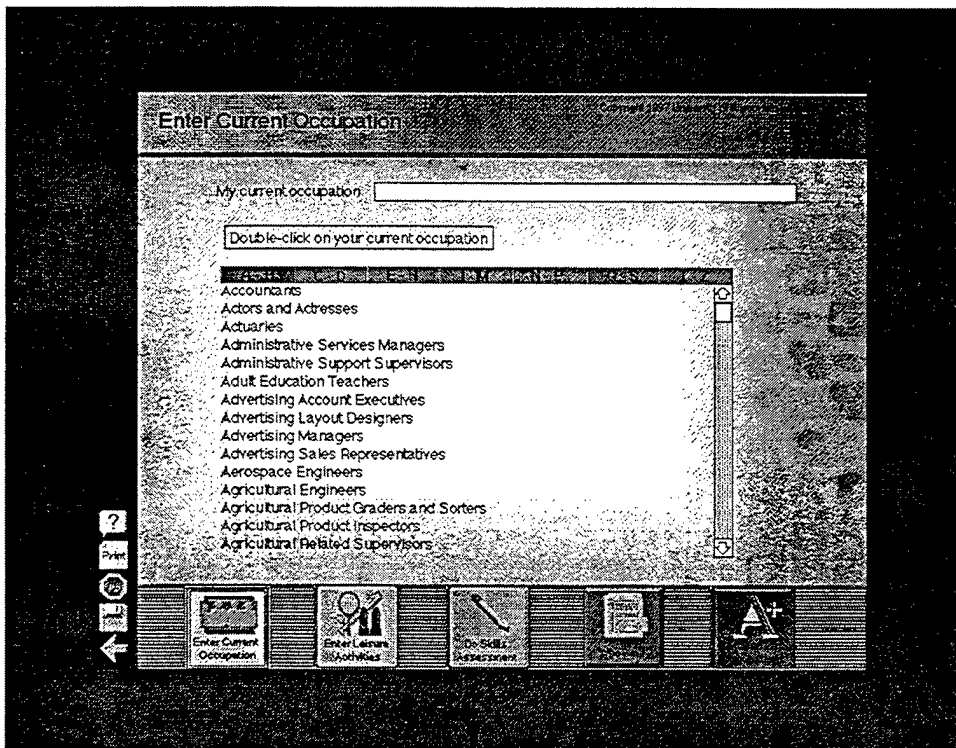 Enter Current Occupation
My current occupation
Double-click on your current occupation
A-B C-D E-H I-M N-P Q-S T-Z
Accountants
Actors and Actresses
Actuaries
Administrative Services Managers
Administrative Support Supervisors
Adult Education Teachers
Advertising Account Executives
Advertising Layout Designers
Advertising Managers
Advertising Sales Representatives
Aerospace Engineers
Agricultural Engineers
Agricultural Product Graders and Sorters
Agricultural Product Inspectors
Agricultural Related Supervisors
?
Print
Enter Current
Occupation
Enter Leisure
Activities
Do Skills
Assessment
A+